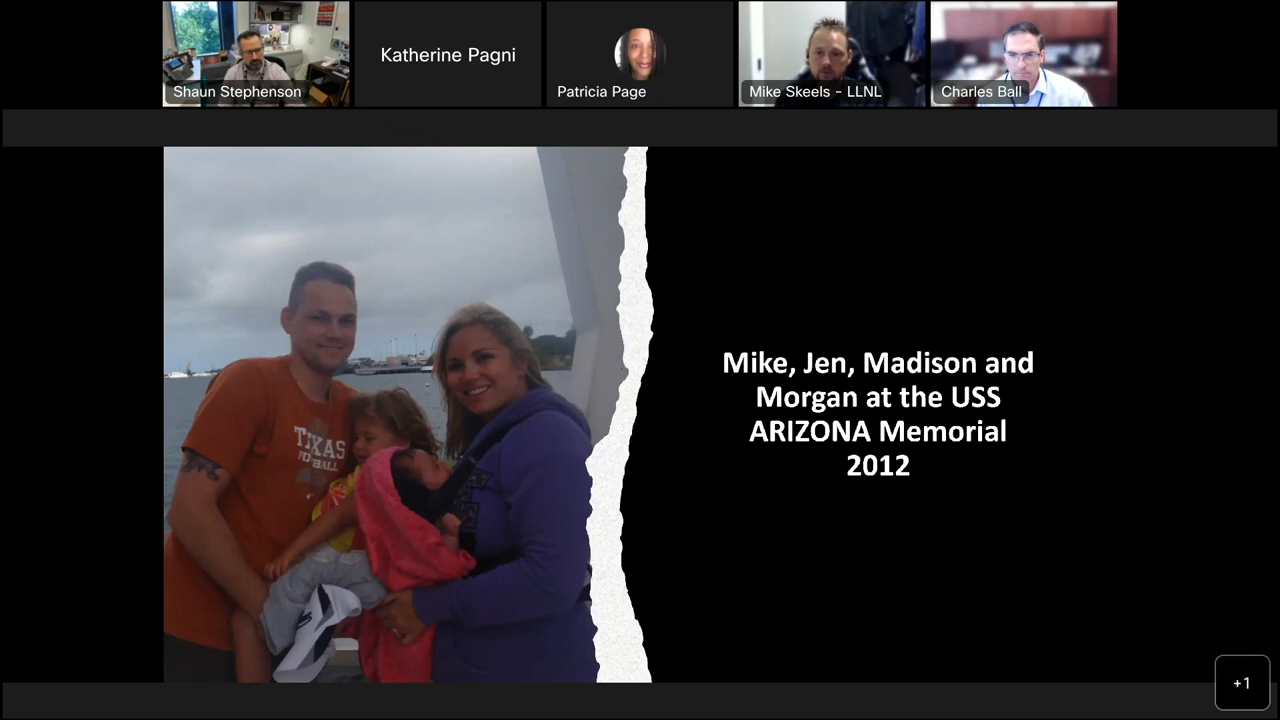 Shaun Stephenson
Katherine Pagni
Patricia Page
Mike Skeels - LLNL
Charles Ball
TEXAS
FOOTBALL
Mike, Jen, Madison and
Morgan at the USS
ARIZONA Memorial
2012
+1